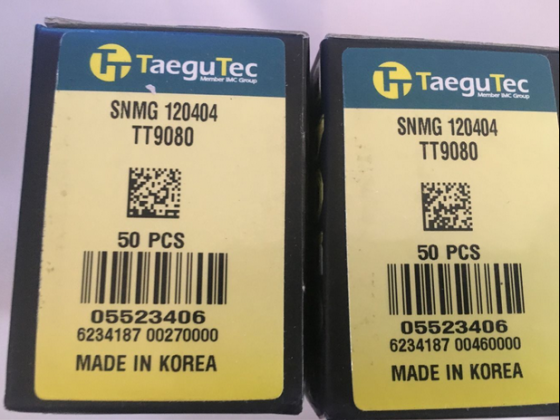 TaeguTec
Member IMC Group
SNMG 120404
TT9080
50 PCS
05523406
6234187 00270000
MADE IN KOREA
TaeguTec
Member IMC Group
SNMG 120404
TT9080
50 PCS
05523406
6234187 00460000
MADE IN KOREA